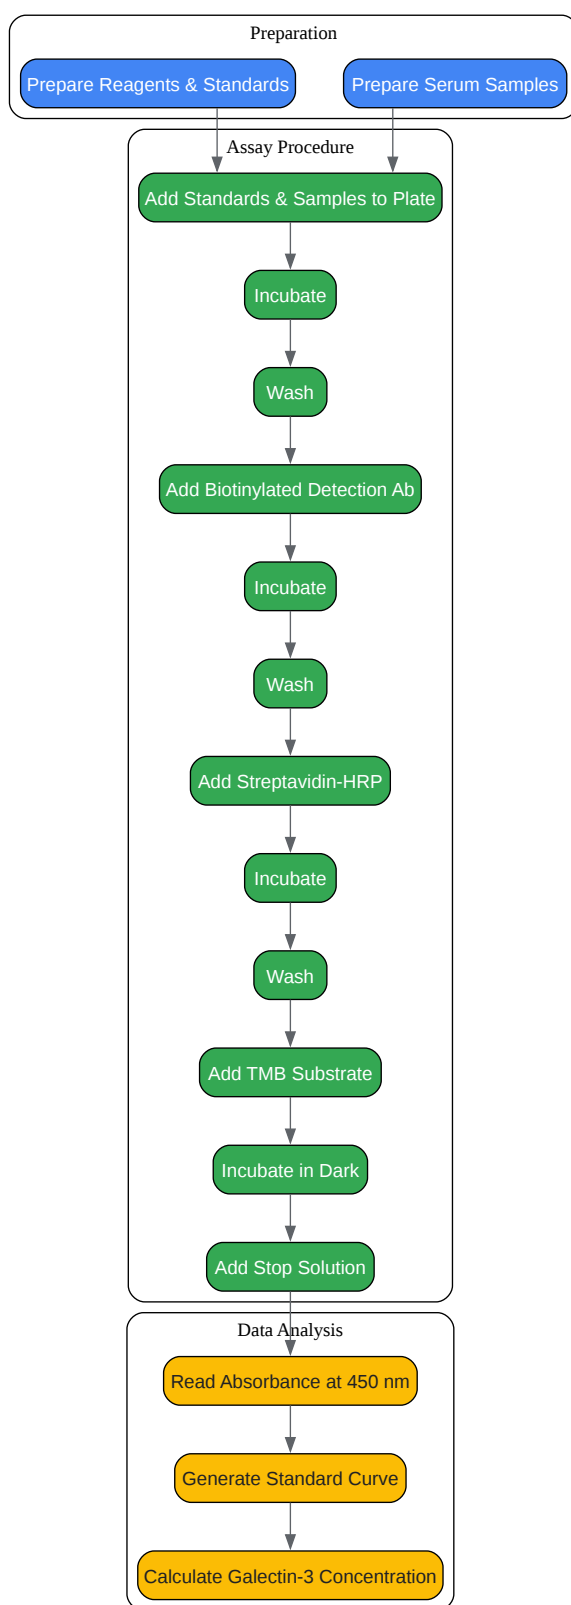 Preparation
Prepare Reagents & Standards
Prepare Serum Samples
Assay Procedure
Add Standards & Samples to Plate
Incubate
Wash
Add Biotinylated Detection Ab
Incubate
Wash
Add Streptavidin-HRP
Incubate
Wash
Add TMB Substrate
Incubate in Dark
Add Stop Solution
Data Analysis
Read Absorbance at 450 nm
Generate Standard Curve
Calculate Galectin-3 Concentration